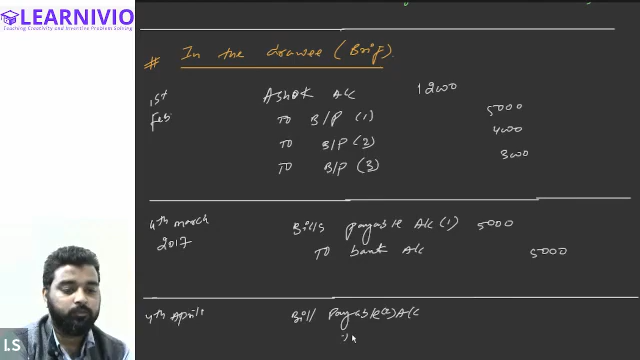 LEARNIVIO
Teaching Creativity and Inventive Problem Solving
# In the drawee (Brif).
1st Feb Ashok A/c 12000
To B/P (1) 5000
To B/P (2) 4000
To B/P (3) 3000
4th march 2017 Bills payable A/c (1) 5000
To bank A/c 5000
4th April Bill payable(2) A/c
I.S